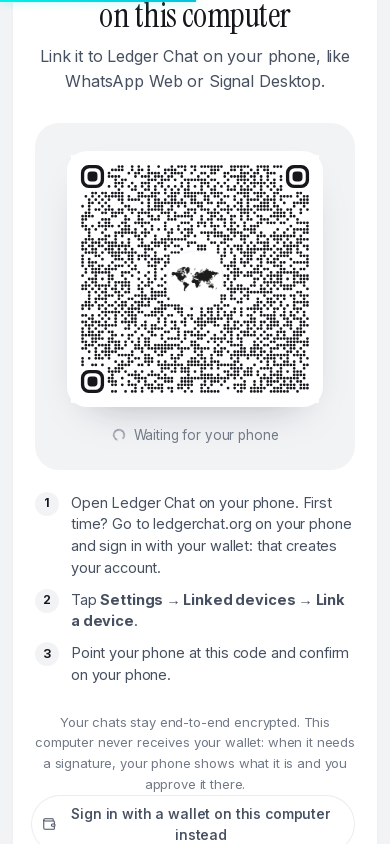 on this computer
Link it to Ledger Chat on your phone, like
WhatsApp Web or Signal Desktop.
Waiting for your phone
1
Open Ledger Chat on your phone. First
time? Go to ledgerchat.org on your phone
and sign in with your wallet: that creates
your account.
2
Tap Settings → Linked devices → Link
a device.
3
Point your phone at this code and confirm
on your phone.
Your chats stay end-to-end encrypted. This
computer never receives your wallet: when it needs
a signature, your phone shows what it is and you
approve it there.
Sign in with a wallet on this computer
instead